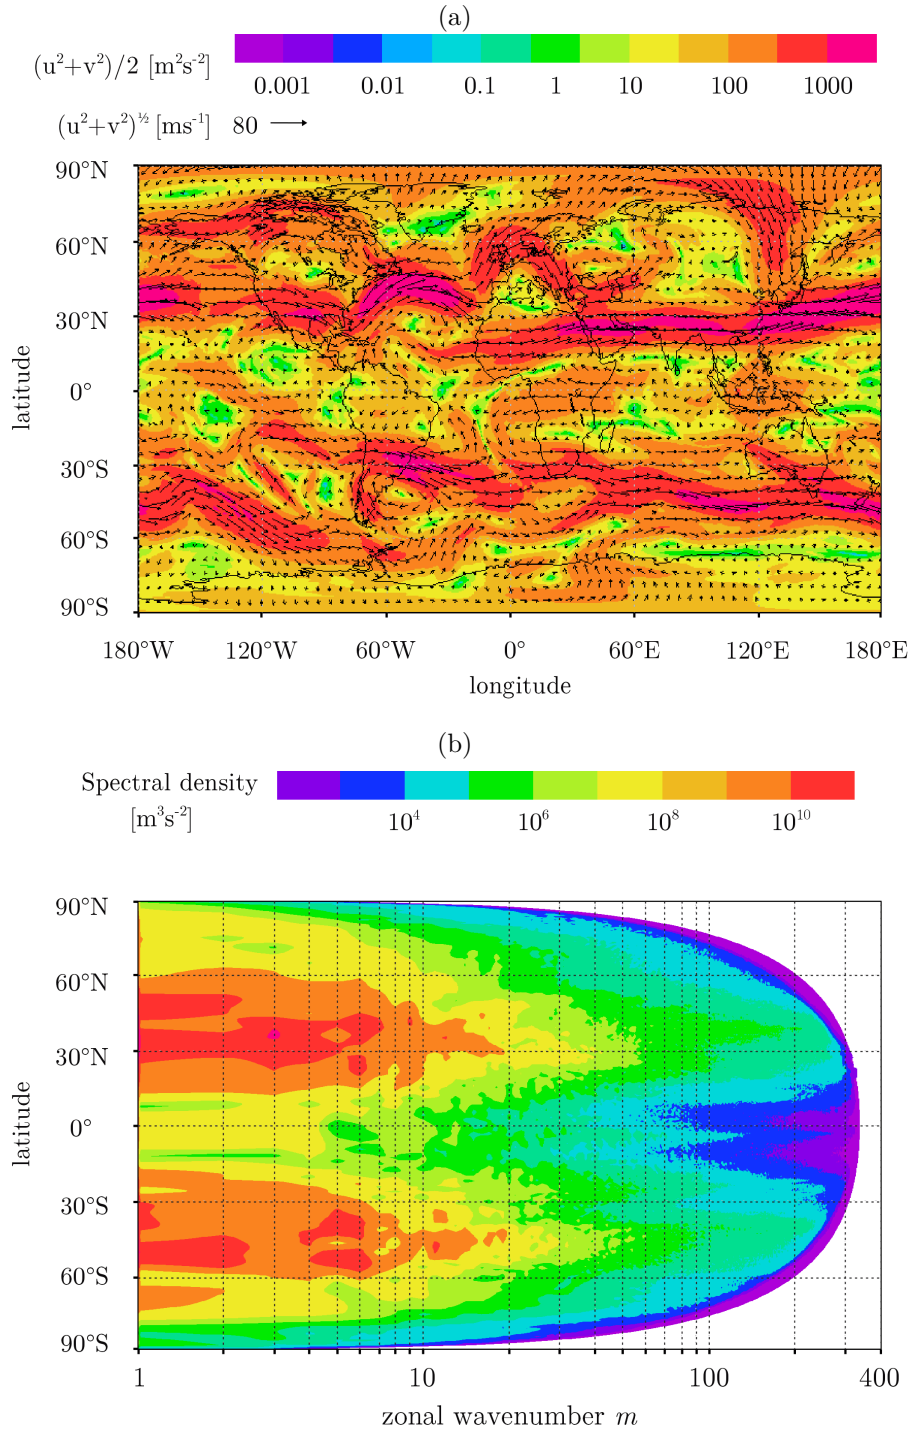 (a)
(u²+v²)/2 [m²s⁻²]
0.001 0.01 0.1 1 10 100 1000
(u²+v²)^½ [ms⁻¹] 80
90°N
60°N
30°N
0°
30°S
60°S
90°S
latitude
180°W 120°W 60°W 0° 60°E 120°E 180°E
longitude
(b)
Spectral density
[m³s⁻²]
10⁴ 10⁶ 10⁸ 10¹⁰
90°N
60°N
30°N
0°
30°S
60°S
90°S
latitude
1 10 100 400
zonal wavenumber m